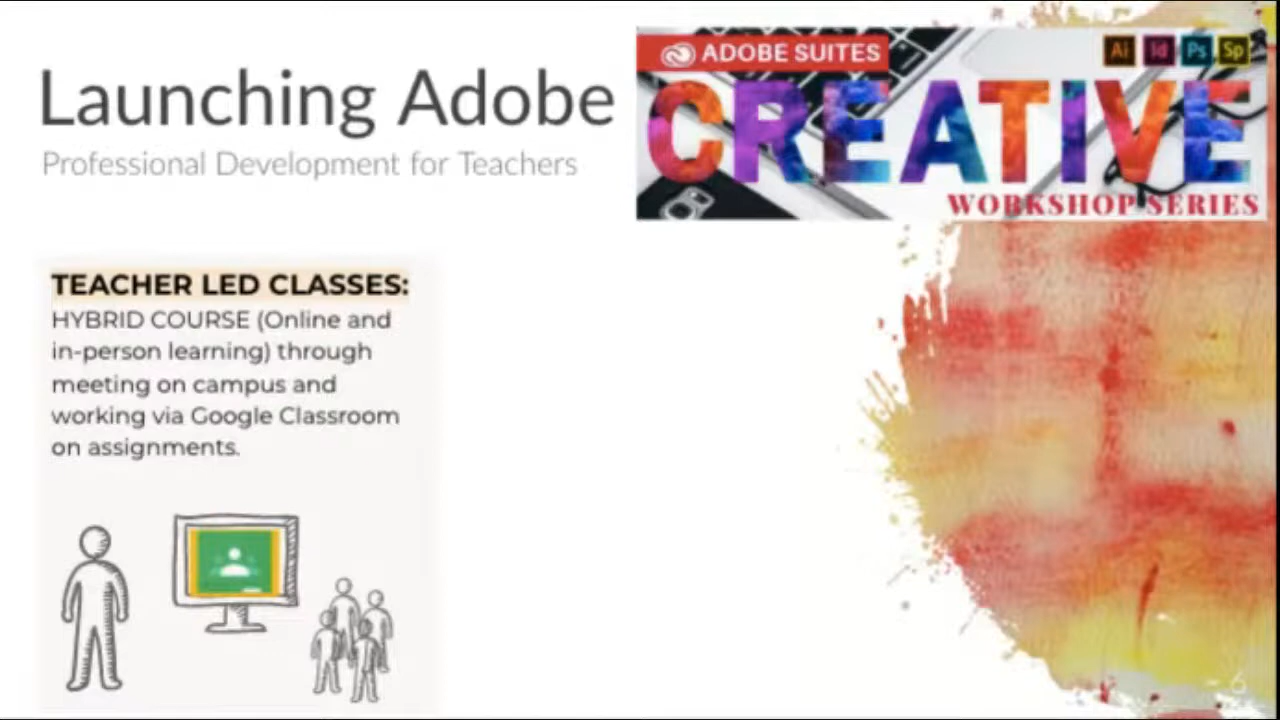 Launching Adobe
Professional Development for Teachers
ADOBE SUITES
Ai Id Ps Sp
CREATIVE
WORKSHOP SERIES
TEACHER LED CLASSES:
HYBRID COURSE (Online and
in-person learning) through
meeting on campus and
working via Google Classroom
on assignments.
6